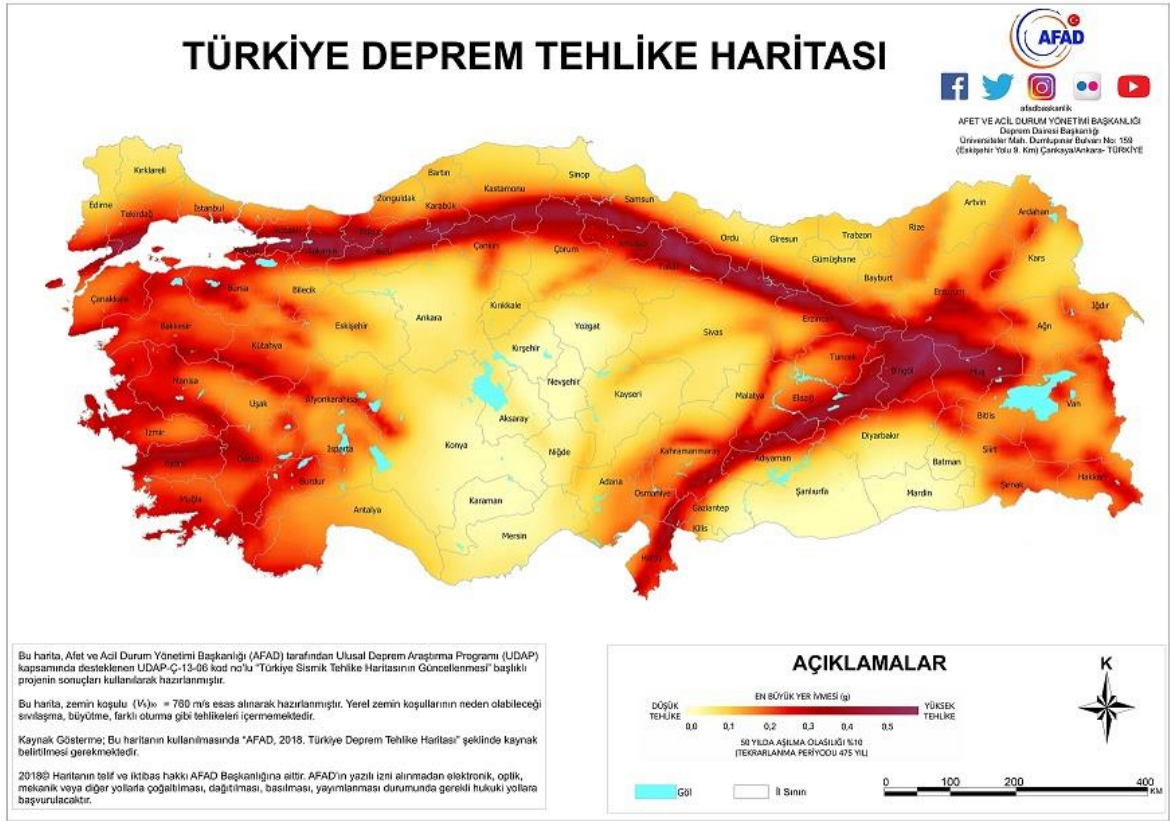 TÜRKİYE DEPREM TEHLİKE HARİTASI
AFAD
afadbaskanlik
AFET VE ACİL DURUM YÖNETİMİ BAŞKANLIĞI
Deprem Dairesi Başkanlığı
Üniversiteler Mah. Dumlupınar Bulvarı No: 159
(Eskişehir Yolu 9. Km) Çankaya/Ankara- TÜRKİYE
Kırklareli
Edirne
Tekirdağ
İstanbul
Zonguldak
Bartın
Karabük
Kastamonu
Sinop
Samsun
Ordu
Giresun
Trabzon
Rize
Artvin
Ardahan
Kars
Gümüşhane
Bayburt
Erzurum
Iğdır
Ağrı
Çanakkale
Bursa
Bilecik
Balıkesir
Kütahya
Eskişehir
Ankara
Çankırı
Çorum
Kırıkkale
Yozgat
Kırşehir
Sivas
Erzincan
Tunceli
Bingöl
Muş
Manisa
Uşak
Afyonkarahisar
Nevşehir
Kayseri
Malatya
Elazığ
Bitlis
Van
İzmir
Isparta
Konya
Aksaray
Niğde
Kahramanmaraş
Adıyaman
Diyarbakır
Batman
Siirt
Muğla
Burdur
Antalya
Karaman
Mersin
Adana
Osmaniye
Gaziantep
Kilis
Şanlıurfa
Mardin
Şırnak
Hakkari
Bu harita, Afet ve Acil Durum Yönetimi Başkanlığı (AFAD) tarafından Ulusal Deprem Araştırma Programı (UDAP)
kapsamında desteklenen UDAP-Ç-13-06 kod no'lu "Türkiye Sismik Tehlike Haritasının Güncellenmesi" başlıklı
projenin sonuçları kullanılarak hazırlanmıştır.
Bu harita, zemin koşulu (Vs)30 = 760 m/s esas alınarak hazırlanmıştır. Yerel zemin koşullarının neden olabileceği
sıvılaşma, büyütme, farklı oturma gibi tehlikeleri içermemektedir.
Kaynak Gösterme; Bu haritanın kullanılmasında "AFAD, 2018. Türkiye Deprem Tehlike Haritası" şeklinde kaynak
belirtilmesi gerekmektedir.
2018© Haritanın telif ve iktibas hakkı AFAD Başkanlığına aittir. AFAD'ın yazılı izni alınmadan elektronik, optik,
mekanik veya diğer yollarla çoğaltılması, dağıtılması, basılması, yayımlanması durumunda gerekli hukuki yollara
başvurulacaktır.
AÇIKLAMALAR
EN BÜYÜK YER İVMESİ (g)
DÜŞÜK TEHLİKE
YÜKSEK TEHLİKE
0,0 0,1 0,2 0,3 0,4 0,5
50 YILDA AŞILMA OLASILIĞI %10
(TEKRARLANMA PERİYODU 475 YIL)
Göl
İl Sınırı
K
0 100 200 400
KM